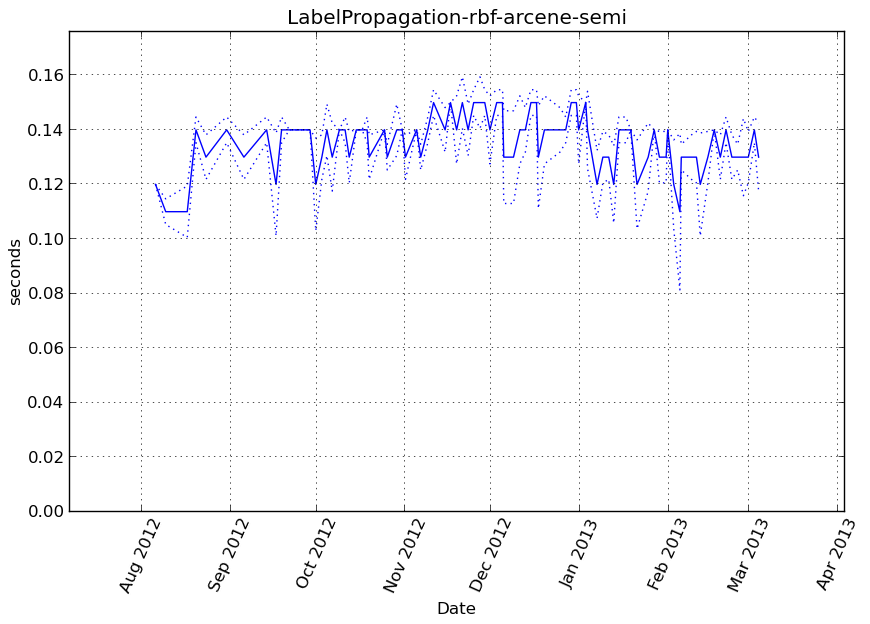 LabelPropagation-rbf-arcene-semi
0.16
0.14
0.12
0.10
0.08
0.06
0.04
0.02
0.00
seconds
Aug 2012
Sep 2012
Oct 2012
Nov 2012
Dec 2012
Jan 2013
Feb 2013
Mar 2013
Apr 2013
Date